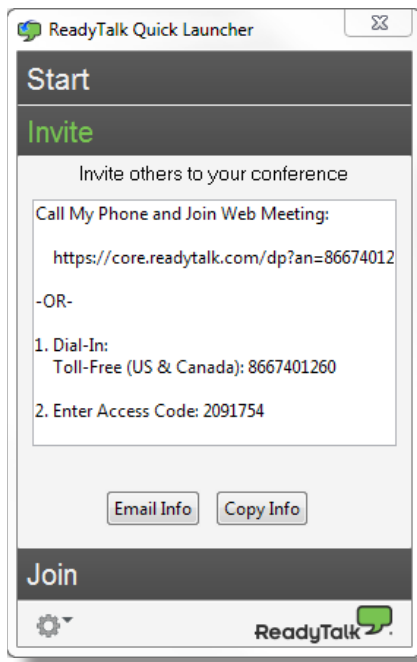 ReadyTalk Quick Launcher
Start
Invite
Invite others to your conference
Call My Phone and Join Web Meeting:
https://core.readytalk.com/dp?an=86674012
-OR-
1. Dial-In:
Toll-Free (US & Canada): 8667401260
2. Enter Access Code: 2091754
Email Info Copy Info
Join
ReadyTalk